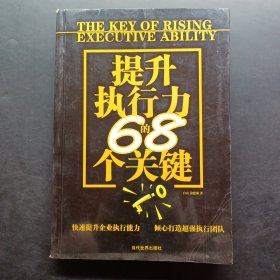 THE KEY OF RISING
EXECUTIVE ABILITY
提升
执行力
的68
个关键
快速提升企业执行能力 倾心打造超强执行团队
当代世界出版社